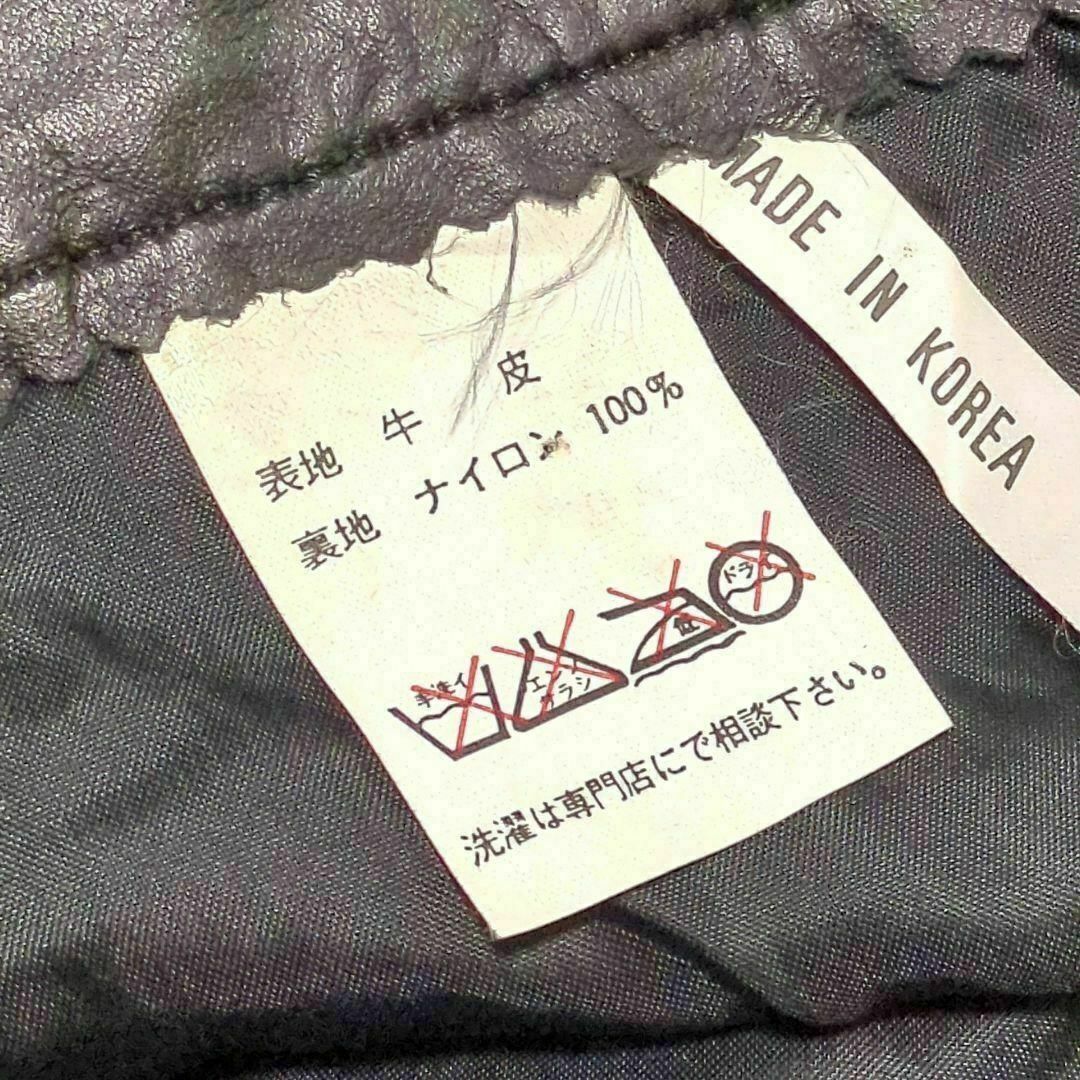 表地 牛 皮
裏地 ナイロン 100%
手洗イ
エンソ
サラシ
低
ドライ
洗濯は専門店にで相談下さい。
MADE IN KOREA